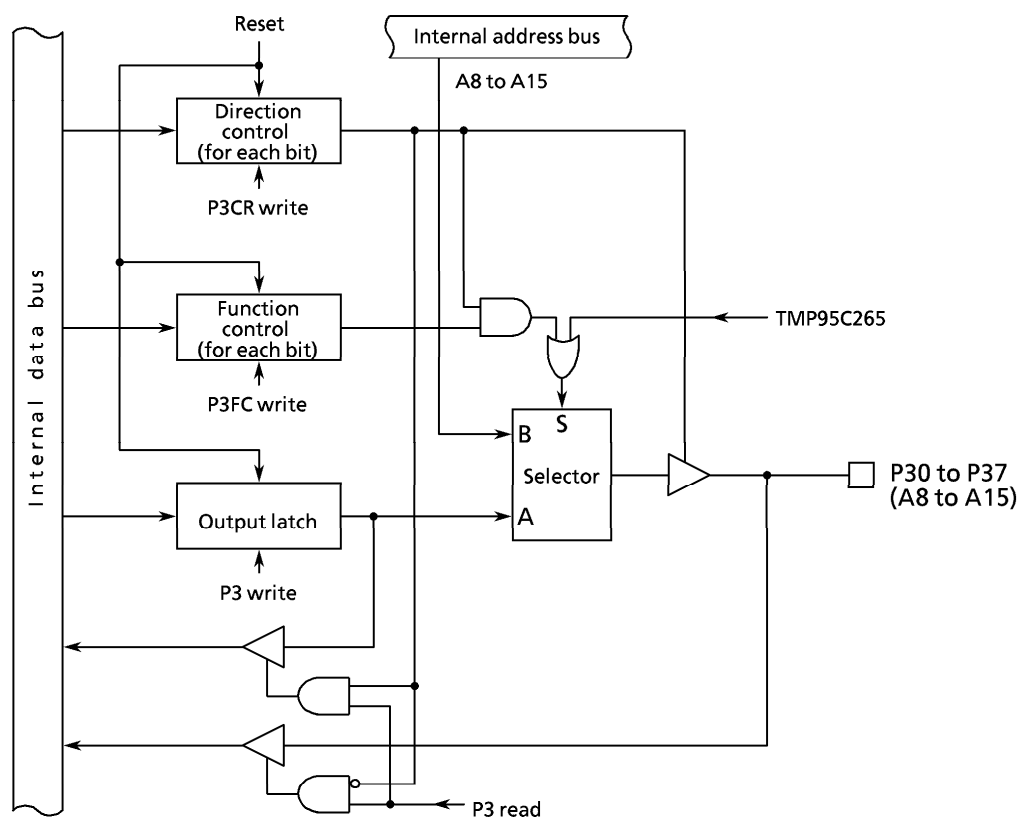 Reset
Internal address bus
A8 to A15
Direction
control
(for each bit)
P3CR write
Internal data bus
Function
control
(for each bit)
TMP95C265
P3FC write
S
B
Selector
P30 to P37
(A8 to A15)
Output latch
A
P3 write
P3 read